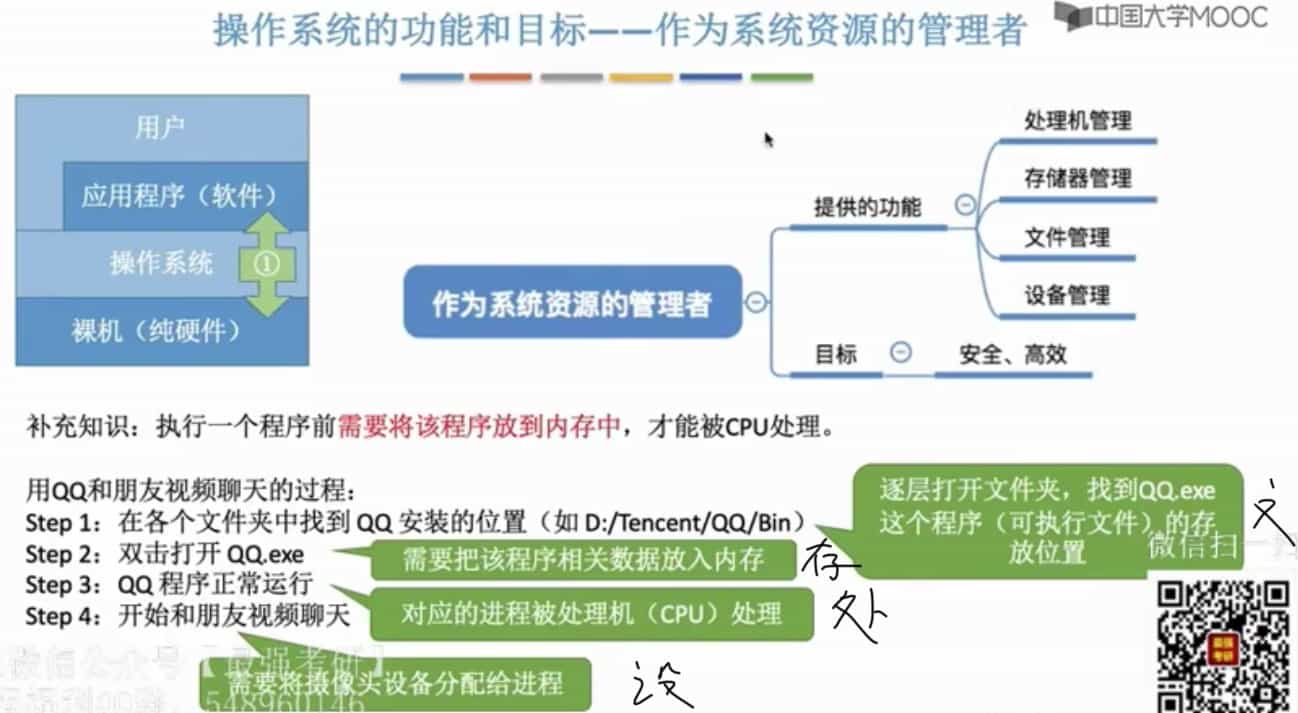 操作系统的功能和目标——作为系统资源的管理者
中国大学MOOC
用户
应用程序（软件）
操作系统
①
裸机（纯硬件）
作为系统资源的管理者
提供的功能
处理机管理
存储器管理
文件管理
设备管理
目标
安全、高效
补充知识：执行一个程序前需要将该程序放到内存中，才能被CPU处理。
用QQ和朋友视频聊天的过程：
Step 1：在各个文件夹中找到 QQ 安装的位置（如 D:/Tencent/QQ/Bin）
逐层打开文件夹，找到QQ.exe
这个程序（可执行文件）的存
放位置
文
Step 2：双击打开 QQ.exe
需要把该程序相关数据放入内存
存
Step 3：QQ 程序正常运行
对应的进程被处理机（CPU）处理
处
Step 4：开始和朋友视频聊天
需要将摄像头设备分配给进程
设
微信扫一扫
最强
考研
微信公众号【最强考研】
548960146